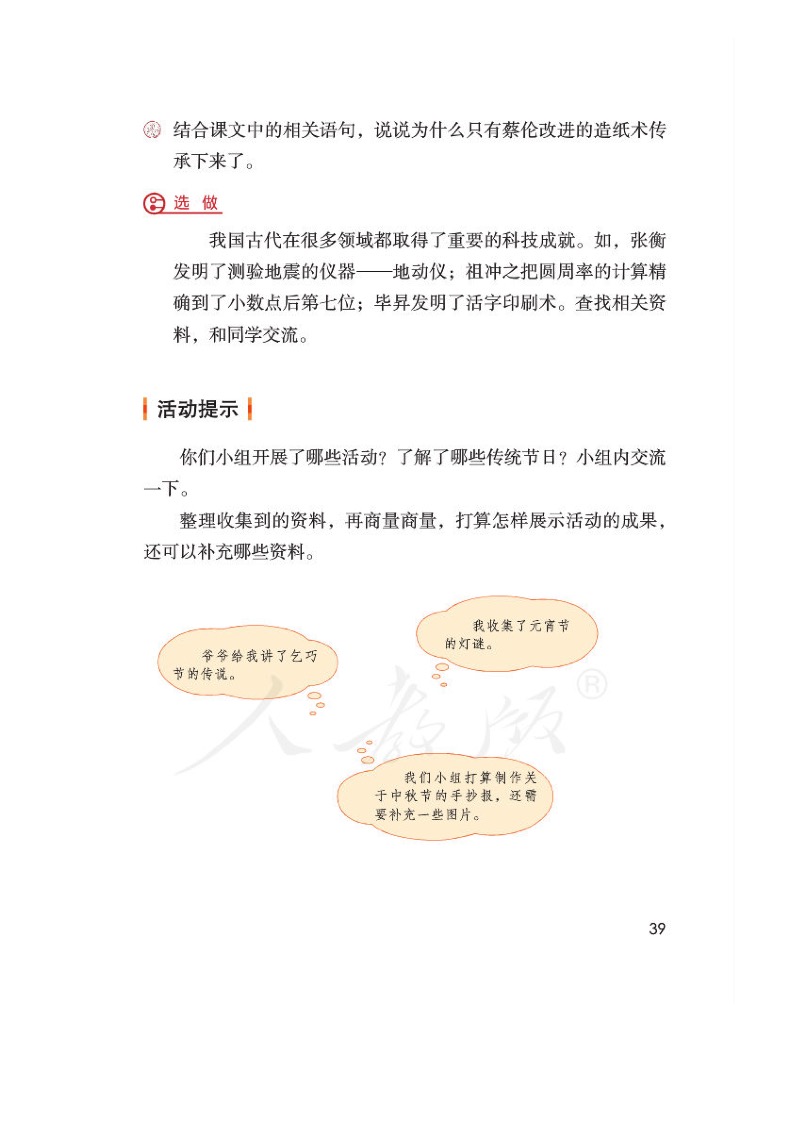 结合课文中的相关语句，说说为什么只有蔡伦改进的造纸术传
承下来了。
选 做
我国古代在很多领域都取得了重要的科技成就。如，张衡
发明了测验地震的仪器——地动仪；祖冲之把圆周率的计算精
确到了小数点后第七位；毕昇发明了活字印刷术。查找相关资
料，和同学交流。
活动提示
你们小组开展了哪些活动？了解了哪些传统节日？小组内交流
一下。
整理收集到的资料，再商量商量，打算怎样展示活动的成果，
还可以补充哪些资料。
我收集了元宵节
的灯谜。
爷爷给我讲了乞巧
节的传说。
人教版®
我们小组打算制作关
于中秋节的手抄报，还需
要补充一些图片。
39